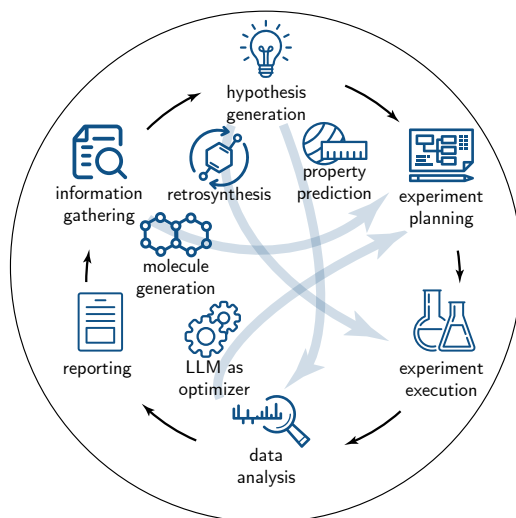 hypothesis
generation
information
gathering
retrosynthesis
property
prediction
experiment
planning
molecule
generation
reporting
LLM as
optimizer
experiment
execution
data
analysis